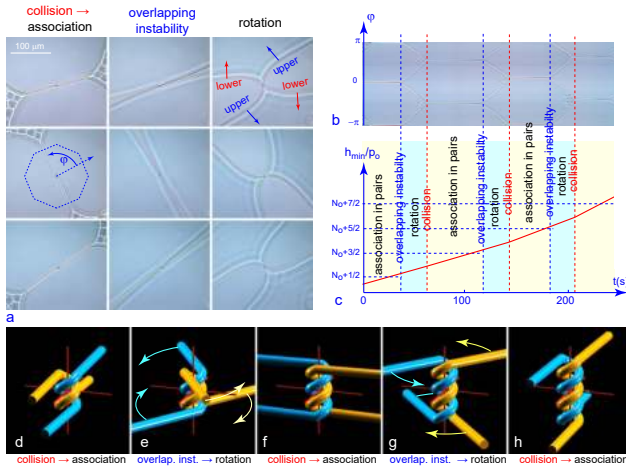 collision → association
overlapping instability
rotation
100 μm
upper
lower
lower
upper
φ
a
φ
π
0
-π
b
h_min/p_o
N_o+7/2
N_o+5/2
N_o+3/2
N_o+1/2
association in pairs
overlapping instabilty
rotation
collision
association in pairs
overlapping instabilty
rotation
collision
association in pairs
overlapping instabilty
rotation
collision
c
0
100
200
t(s
d
e
f
g
h
collision → association
overlap. inst. → rotation
collision → association
overlap. inst. → rotation
collision → association